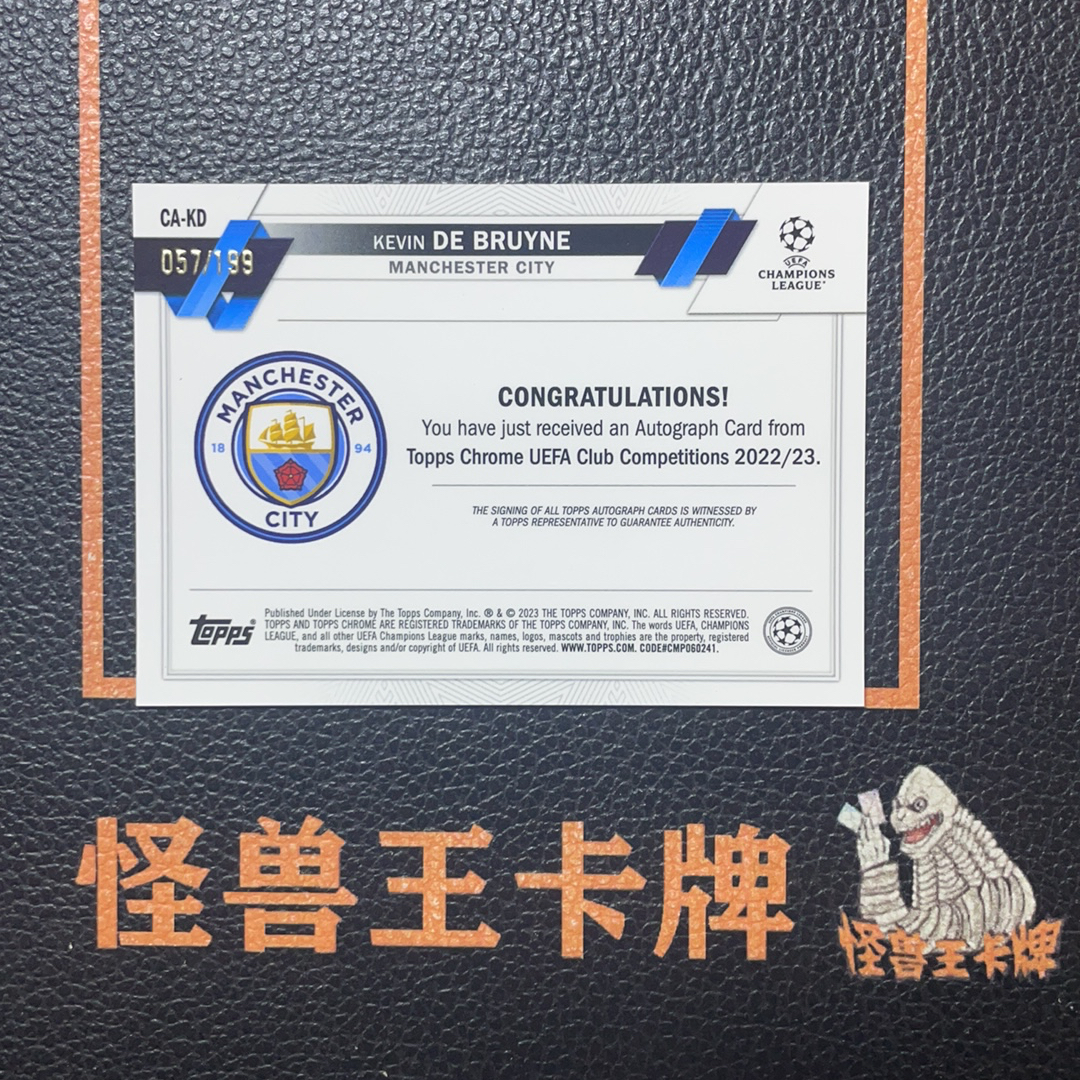 CA-KD
057/199
KEVIN DE BRUYNE
MANCHESTER CITY
UEFA
CHAMPIONS
LEAGUE
MANCHESTER
18 94
CITY
CONGRATULATIONS!
You have just received an Autograph Card from
Topps Chrome UEFA Club Competitions 2022/23.
THE SIGNING OF ALL TOPPS AUTOGRAPH CARDS IS WITNESSED BY
A TOPPS REPRESENTATIVE TO GUARANTEE AUTHENTICITY.
topps®
Published Under License by The Topps Company, Inc. ® & © 2023 THE TOPPS COMPANY, INC. ALL RIGHTS RESERVED.
TOPPS AND TOPPS CHROME ARE REGISTERED TRADEMARKS OF THE TOPPS COMPANY, INC. The words UEFA, CHAMPIONS
LEAGUE, and all other UEFA Champions League marks, names, logos, mascots and trophies are the property, registered
trademarks, designs and/or copyright of UEFA. All rights reserved. WWW.TOPPS.COM. CODE#CMP060241.
怪兽王卡牌
怪兽王卡牌